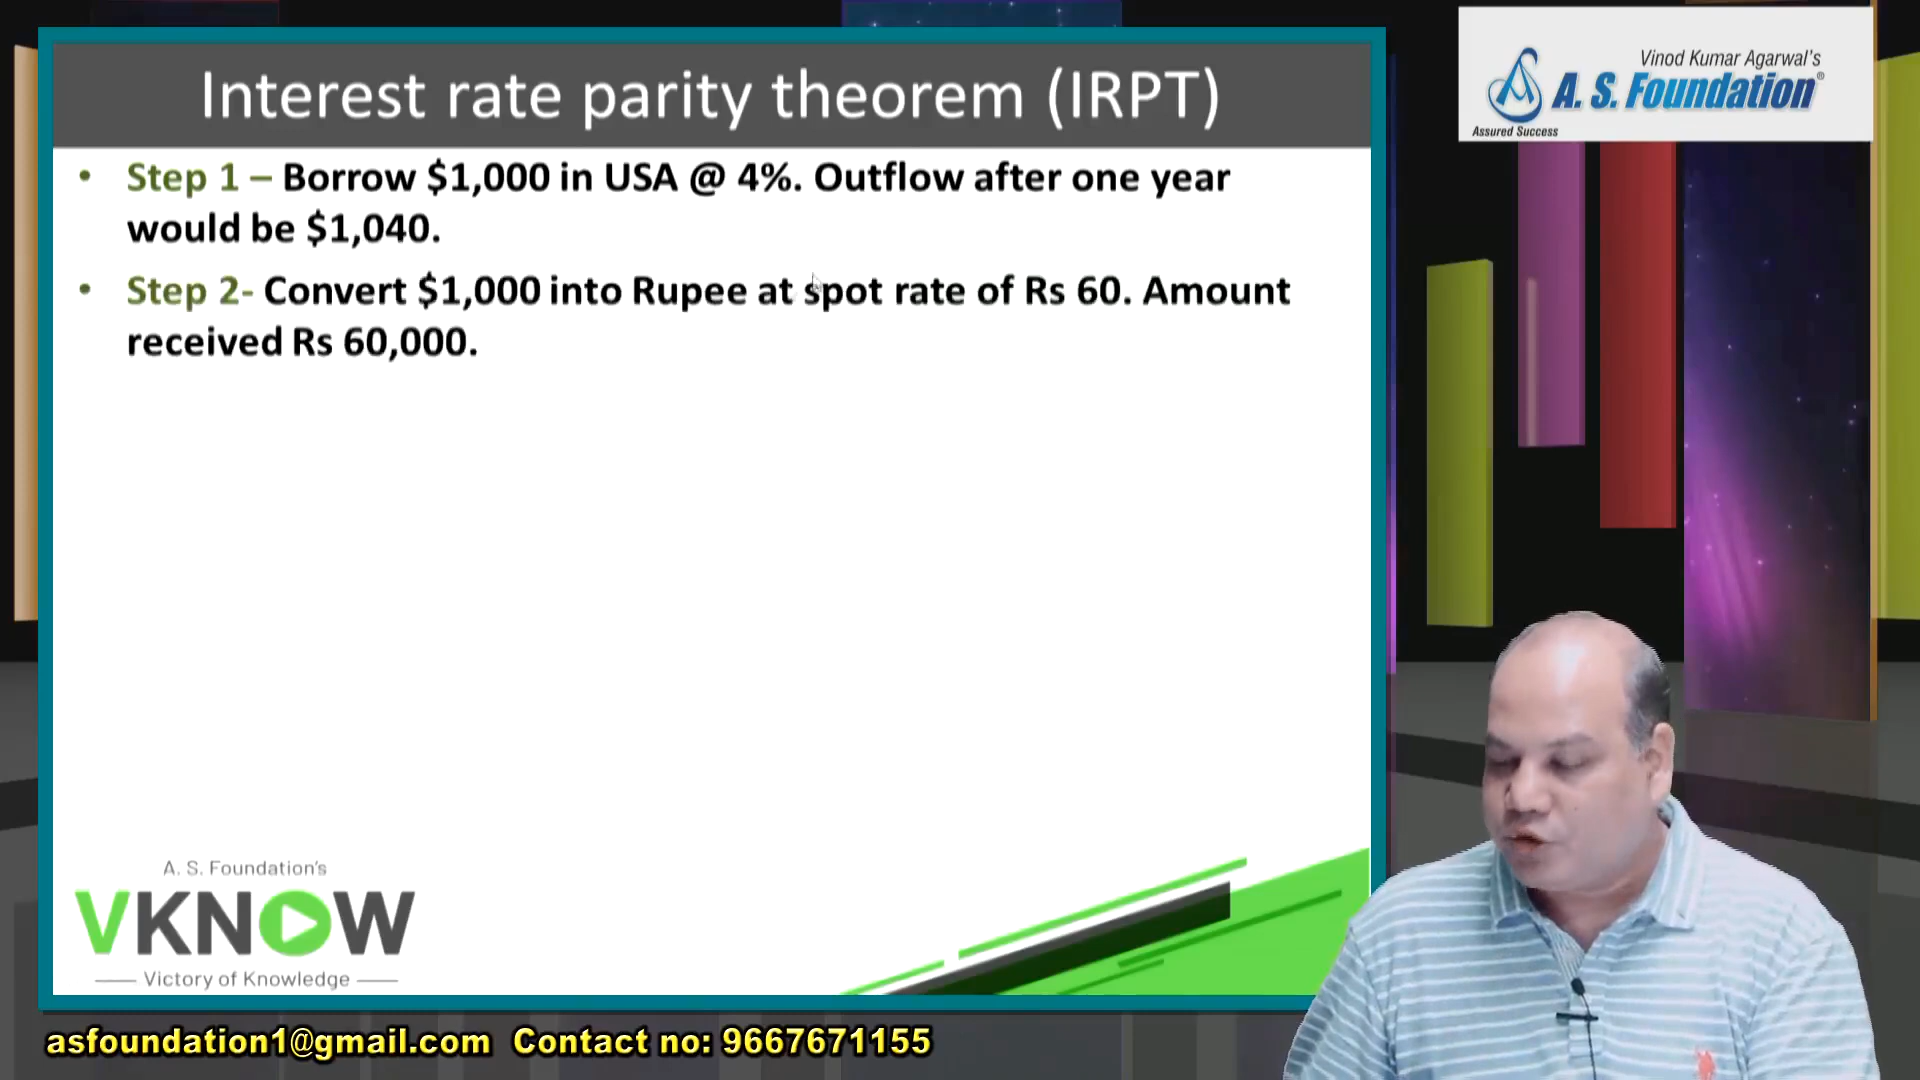 Interest rate parity theorem (IRPT)
• Step 1 – Borrow $1,000 in USA @ 4%. Outflow after one year
would be $1,040.
• Step 2- Convert $1,000 into Rupee at spot rate of Rs 60. Amount
received Rs 60,000.
Vinod Kumar Agarwal's
A. S. Foundation®
Assured Success
A. S. Foundation's
VKNOW
Victory of Knowledge
asfoundation1@gmail.com Contact no: 9667671155